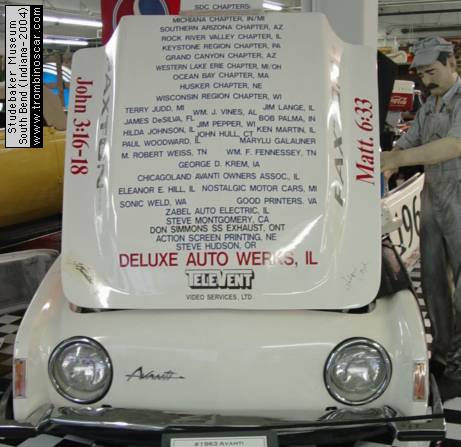 Studebaker Museum
South Bend (Indiana-2004)
www.trombinoscar.com
SDC CHAPTERS:
MICHIANA CHAPTER, IN/MI
SOUTHERN ARIZONA CHAPTER, AZ
ROCK RIVER VALLEY CHAPTER, IL
KEYSTONE REGION CHAPTER, PA
GRAND CANYON CHAPTER, AZ
WESTERN LAKE ERIE CHAPTER, MI/OH
OCEAN BAY CHAPTER, MA
HUSKER CHAPTER, NE
WISCONSIN REGION CHAPTER, WI
TERRY JUDD, MI WM. J. VINES, AL JIM LANGE, IL
JAMES DeSILVA, FL JIM PEPPER, WI BOB PALMA, IN
HILDA JOHNSON, IL JOHN HULL, CT KEN MARTIN, IL
PAUL WOODWARD, IL MARYLU GALAUNER
M. ROBERT WEISS, TN WM. F. FENNESSEY, TN
GEORGE D. KREM, IA
CHICAGOLAND AVANTI OWNERS ASSOC., IL
ELEANOR E. HILL, IL NOSTALGIC MOTOR CARS, MI
SONIC WELD, WA GOOD PRINTERS, VA
ZABEL AUTO ELECTRIC, IL
STEVE MONTGOMERY, CA
DON SIMMONS SS EXHAUST, ONT
ACTION SCREEN PRINTING, NE
STEVE HUDSON, OR
DELUXE AUTO WERKS, IL
TELEVENT
VIDEO SERVICES, LTD.
John 3:16-18
Matt. 6:33
Coca-Cola
Avanti
#1963 AVANTI